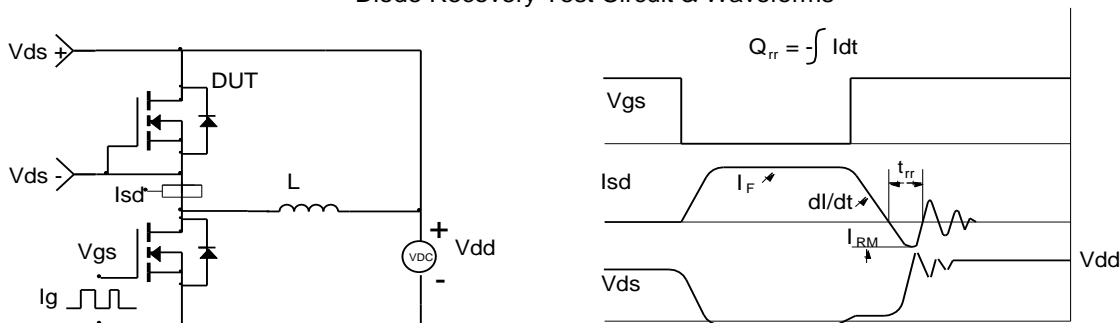 Diode Recovery Test Circuit & Waveforms
Vds +
DUT
Vds -
Isd
L
Vgs
Ig
+
VDC
-
Vdd
Qrr = - ∫ Idt
Vgs
Isd
IF
dI/dt
trr
IRM
Vds
Vdd